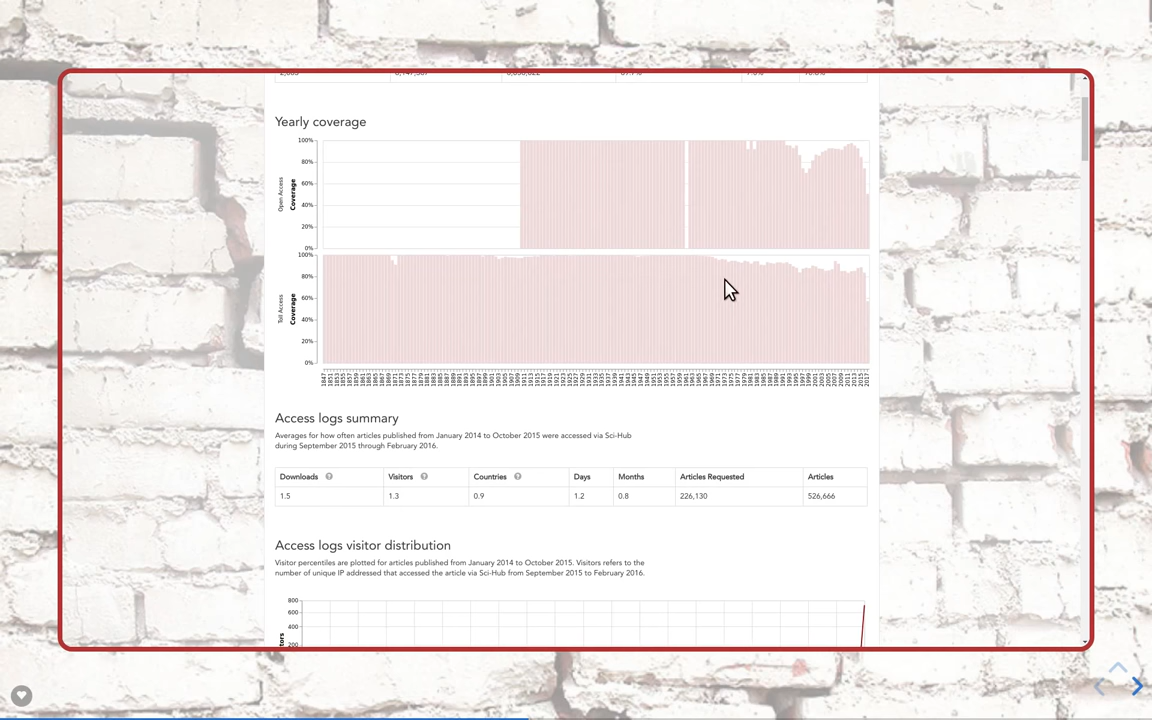 Yearly coverage
100%
80%
60%
40%
20%
0%
Open Access
Coverage
100%
80%
60%
40%
20%
0%
Toll Access
Coverage
Access logs summary
Averages for how often articles published from January 2014 to October 2015 were accessed via Sci-Hub
during September 2015 through February 2016.
Downloads ? Visitors ? Countries ? Days Months Articles Requested Articles
1.5 1.3 0.9 1.2 0.8 226,130 526,666
Access logs visitor distribution
Visitor percentiles are plotted for articles published from January 2014 to October 2015. Visitors refers to the
number of unique IP addressed that accessed the article via Sci-Hub from September 2015 to February 2016.
800
600
400
200